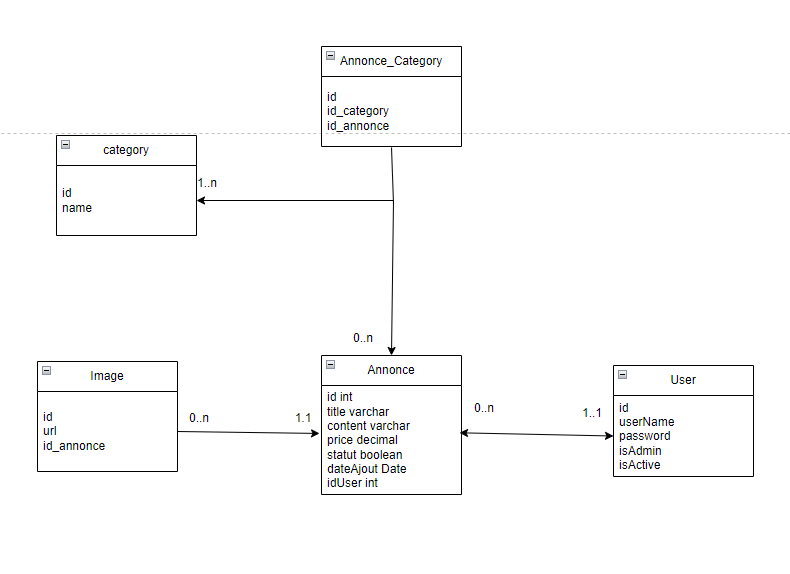 Annonce_Category
id
id_category
id_annonce
category
id
name
1..n
0..n
Image
id
url
id_annonce
0..n
1.1
Annonce
id int
title varchar
content varchar
price decimal
statut boolean
dateAjout Date
idUser int
0..n
1..1
User
id
userName
password
isAdmin
isActive